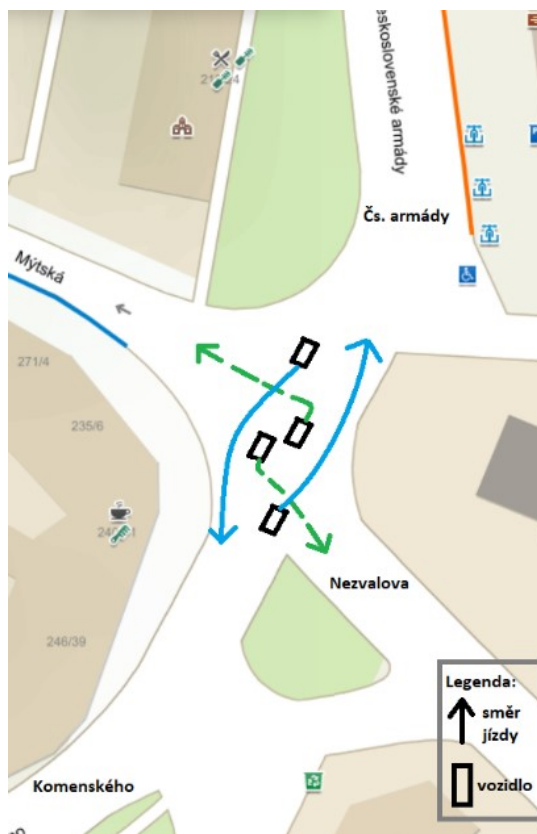 eskoslovenské armády
Čs. armády
Mýtská
271/4
235/6
246/39
Nezvalova
Legenda:
směr
jízdy
vozidlo
Komenského